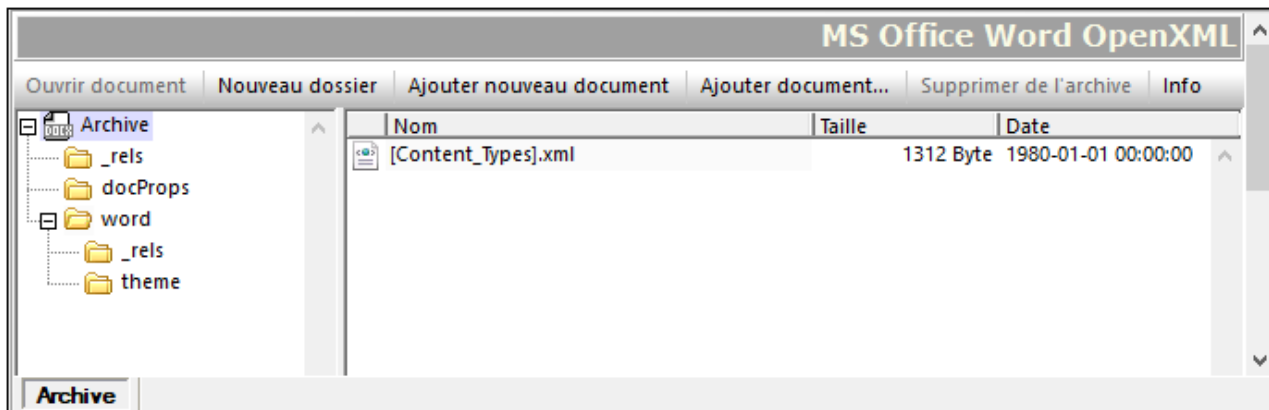 MS Office Word OpenXML
Ouvrir document Nouveau dossier Ajouter nouveau document Ajouter document... Supprimer de l'archive Info
Archive
_rels
docProps
word
_rels
theme
Nom Taille Date
[Content_Types].xml 1312 Byte 1980-01-01 00:00:00
Archive